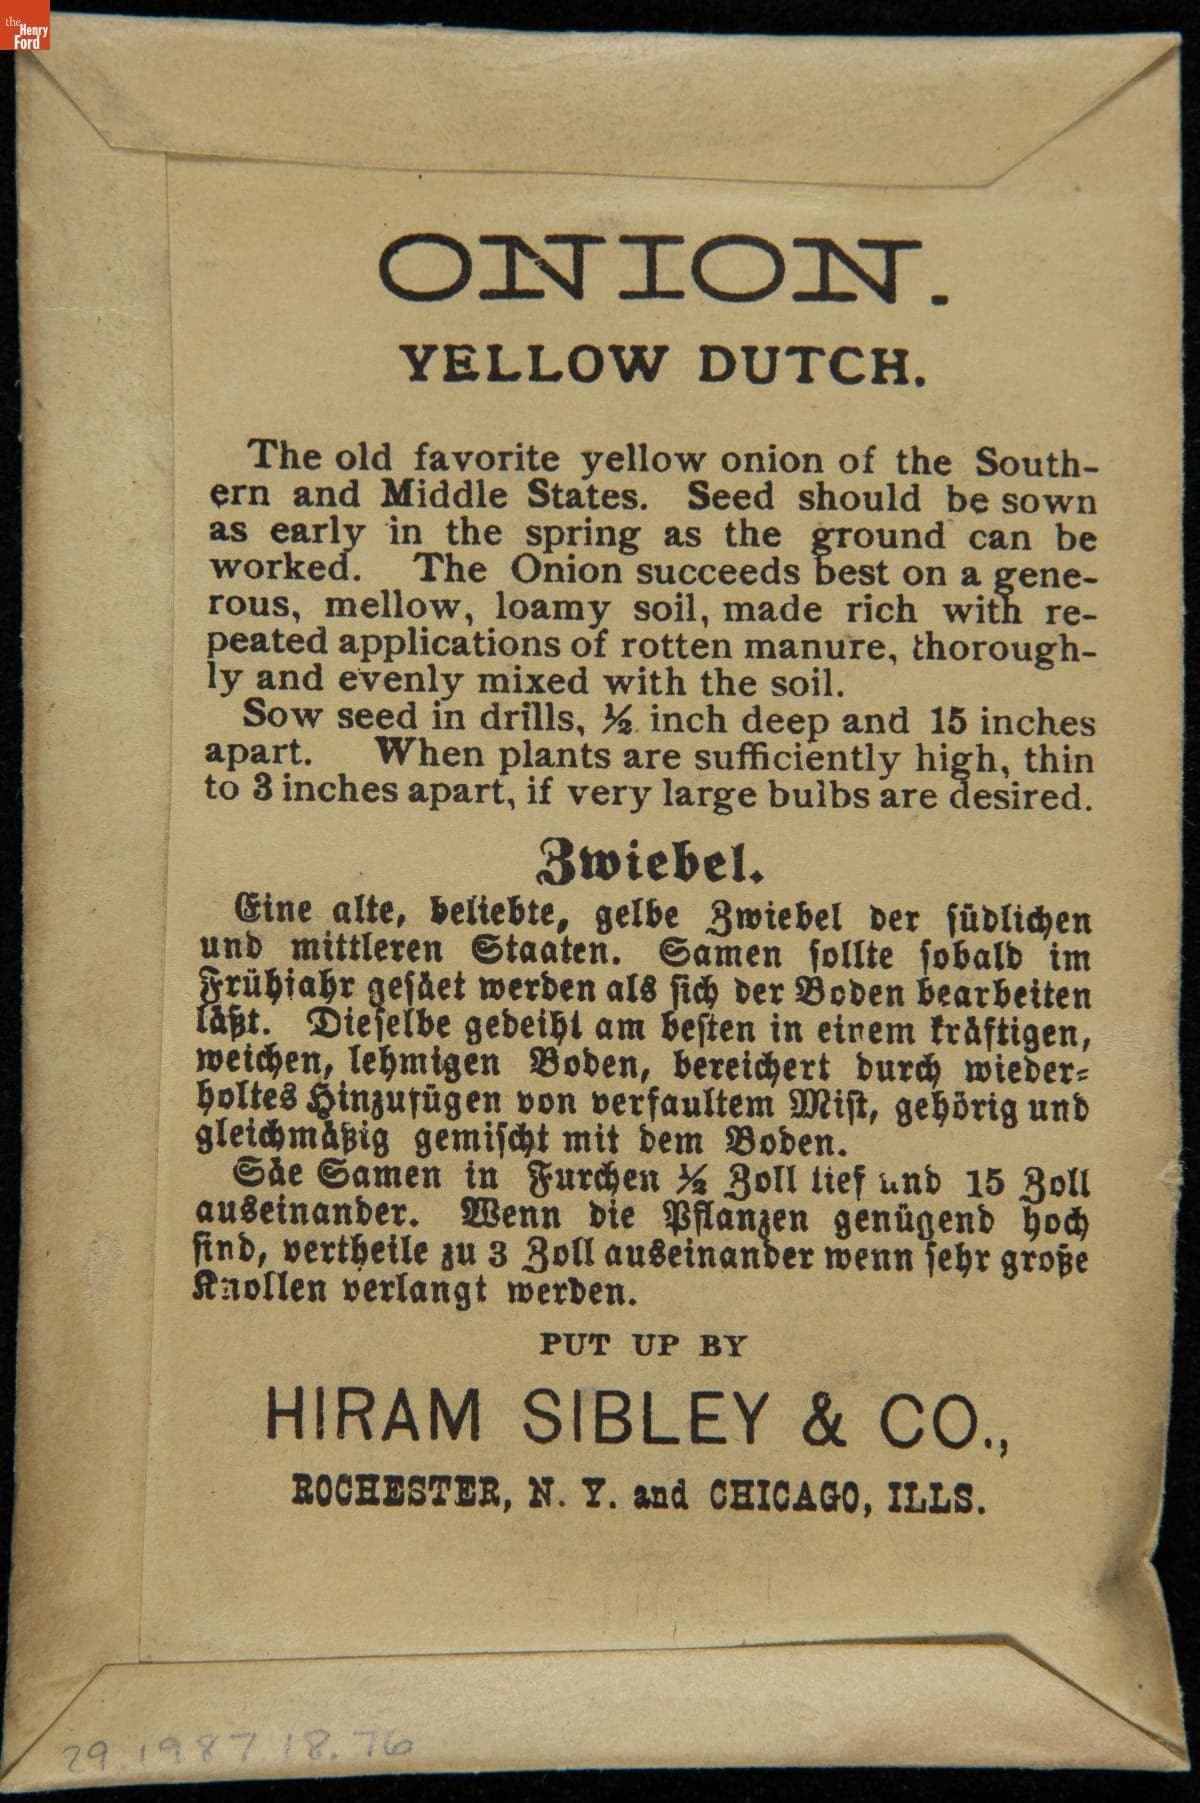 the
Henry
Ford
ONION.
YELLOW DUTCH.
The old favorite yellow onion of the South-
ern and Middle States. Seed should be sown
as early in the spring as the ground can be
worked. The Onion succeeds best on a gene-
rous, mellow, loamy soil, made rich with re-
peated applications of rotten manure, thorough-
ly and evenly mixed with the soil.
Sow seed in drills, ½ inch deep and 15 inches
apart. When plants are sufficiently high, thin
to 3 inches apart, if very large bulbs are desired.
Zwiebel.
Eine alte, beliebte, gelbe Zwiebel der südlichen
und mittleren Staaten. Samen sollte sobald im
Frühjahr gesäet werden als sich der Boden bearbeiten
läßt. Dieselbe gedeiht am besten in einem kräftigen,
weichen, lehmigen Boden, bereichert durch wieder-
holtes Hinzufügen von verfaultem Mist, gehörig und
gleichmäßig gemischt mit dem Boden.
Säe Samen in Furchen ½ Zoll tief und 15 Zoll
auseinander. Wenn die Pflanzen genügend hoch
sind, vertheile zu 3 Zoll auseinander wenn sehr große
Knollen verlangt werden.
PUT UP BY
HIRAM SIBLEY & CO.,
ROCHESTER, N. Y. and CHICAGO, ILLS.
29.1987.18.76